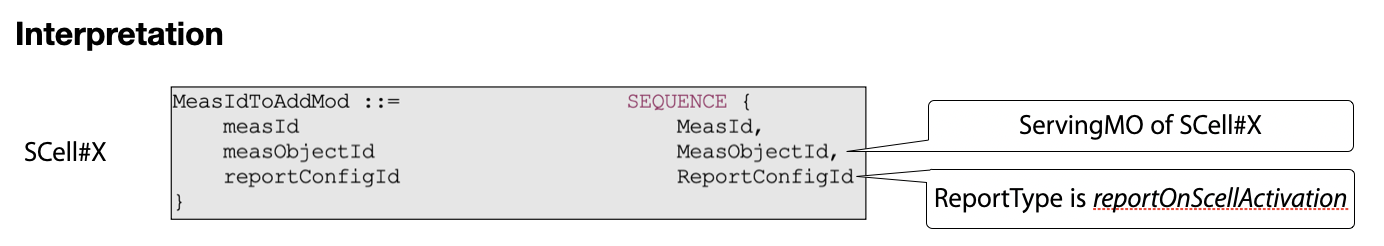 Interpretation
MeasIdToAddMod ::= SEQUENCE {
measId MeasId,
measObjectId MeasObjectId,
reportConfigId ReportConfigId
}
SCell#X
ServingMO of SCell#X
ReportType is reportOnScellActivation